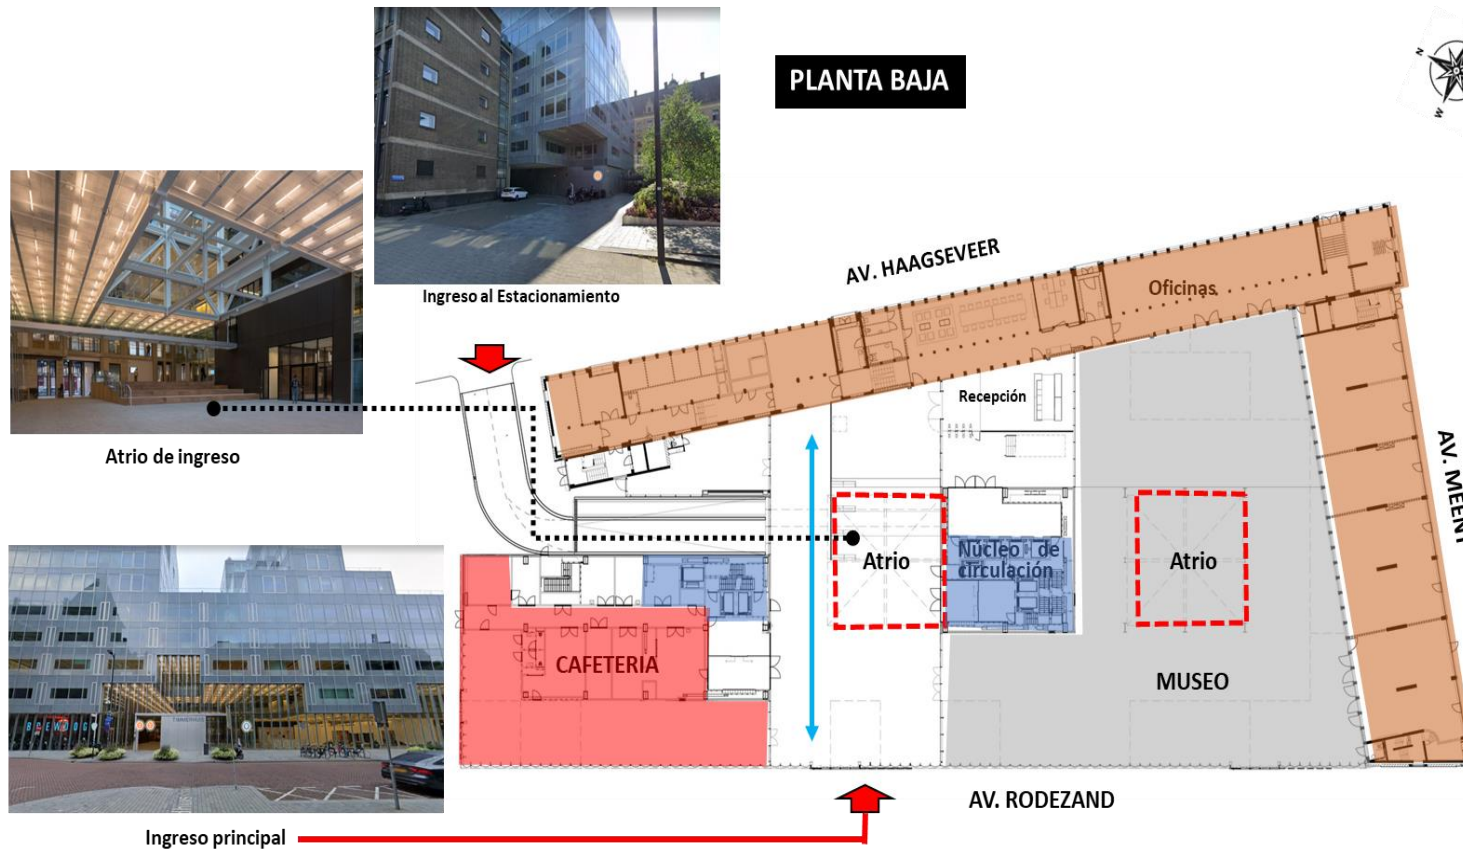 PLANTA BAJA
N
E
W
Ingreso al Estacionamiento
AV. HAAGSEVEER
Oficinas
Recepción
Atrio de ingreso
AV. MEENT
Atrio
Núcleo de
circulación
Atrio
CAFETERIA
MUSEO
TIMMERHUIS
AV. RODEZAND
Ingreso principal